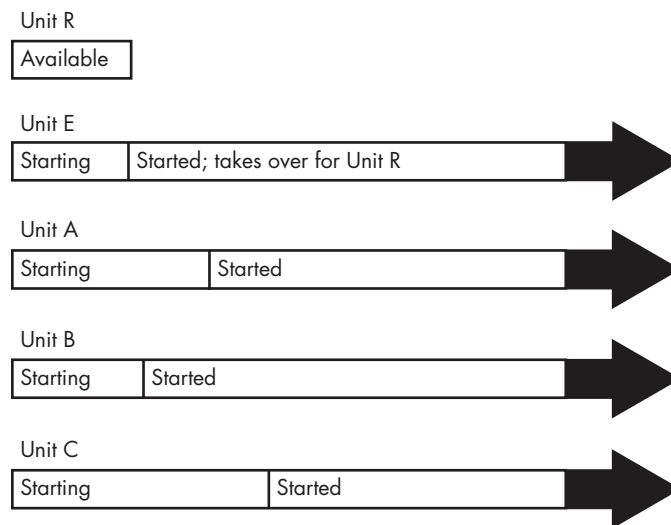 Unit R
Available
Unit E
Starting Started; takes over for Unit R
Unit A
Starting Started
Unit B
Starting Started
Unit C
Starting Started